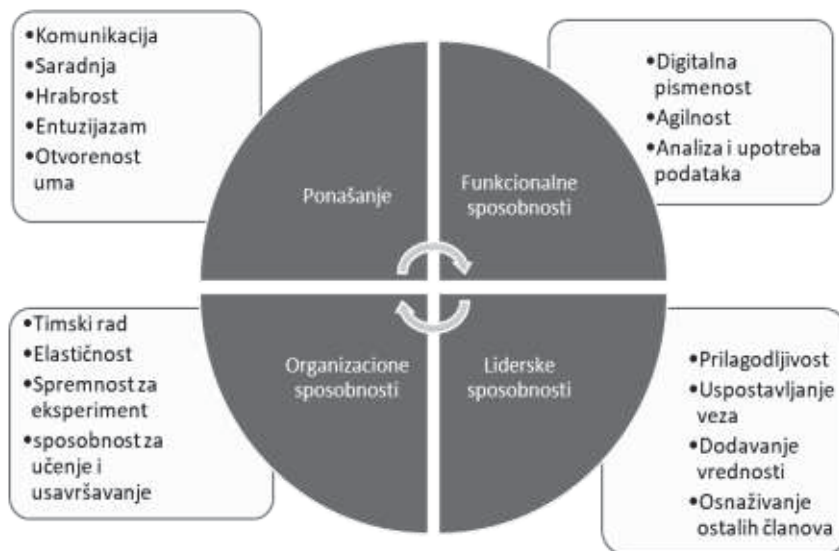 •Komunikacija
•Saradnja
•Hrabrost
•Entuzijazam
•Otvorenost
uma
Ponašanje
Funkcionalne
sposobnosti
•Digitalna
pismenost
•Agilnost
•Analiza i upotreba
podataka
•Timski rad
•Elastičnost
•Spremnost za
eksperiment
•sposobnost za
učenje i
usavršavanje
Organizacione
sposobnosti
Liderske
sposobnosti
•Prilagodljivost
•Uspostavljanje
veza
•Dodavanje
vrednosti
•Osnaživanje
ostalih članova